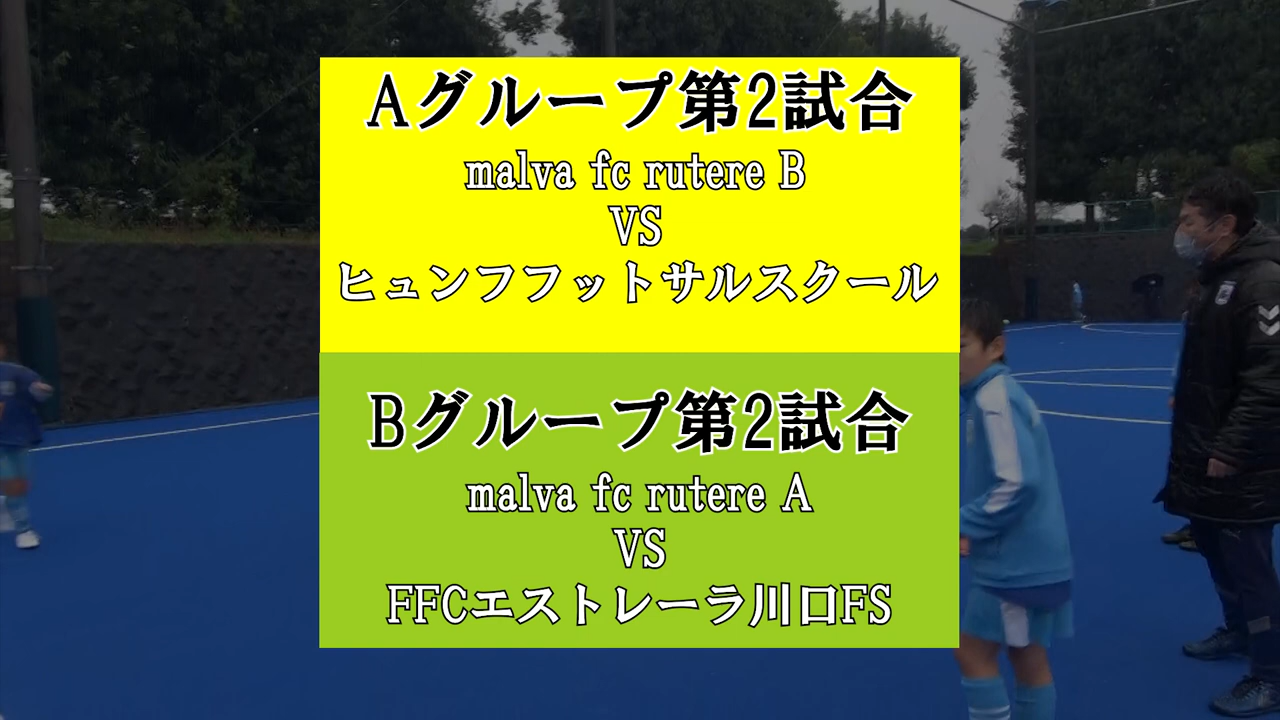 Aグループ第2試合
malva fc rutere B
VS
ヒュンフフットサルスクール
Bグループ第2試合
malva fc rutere A
VS
FFCエストレーラ川口FS